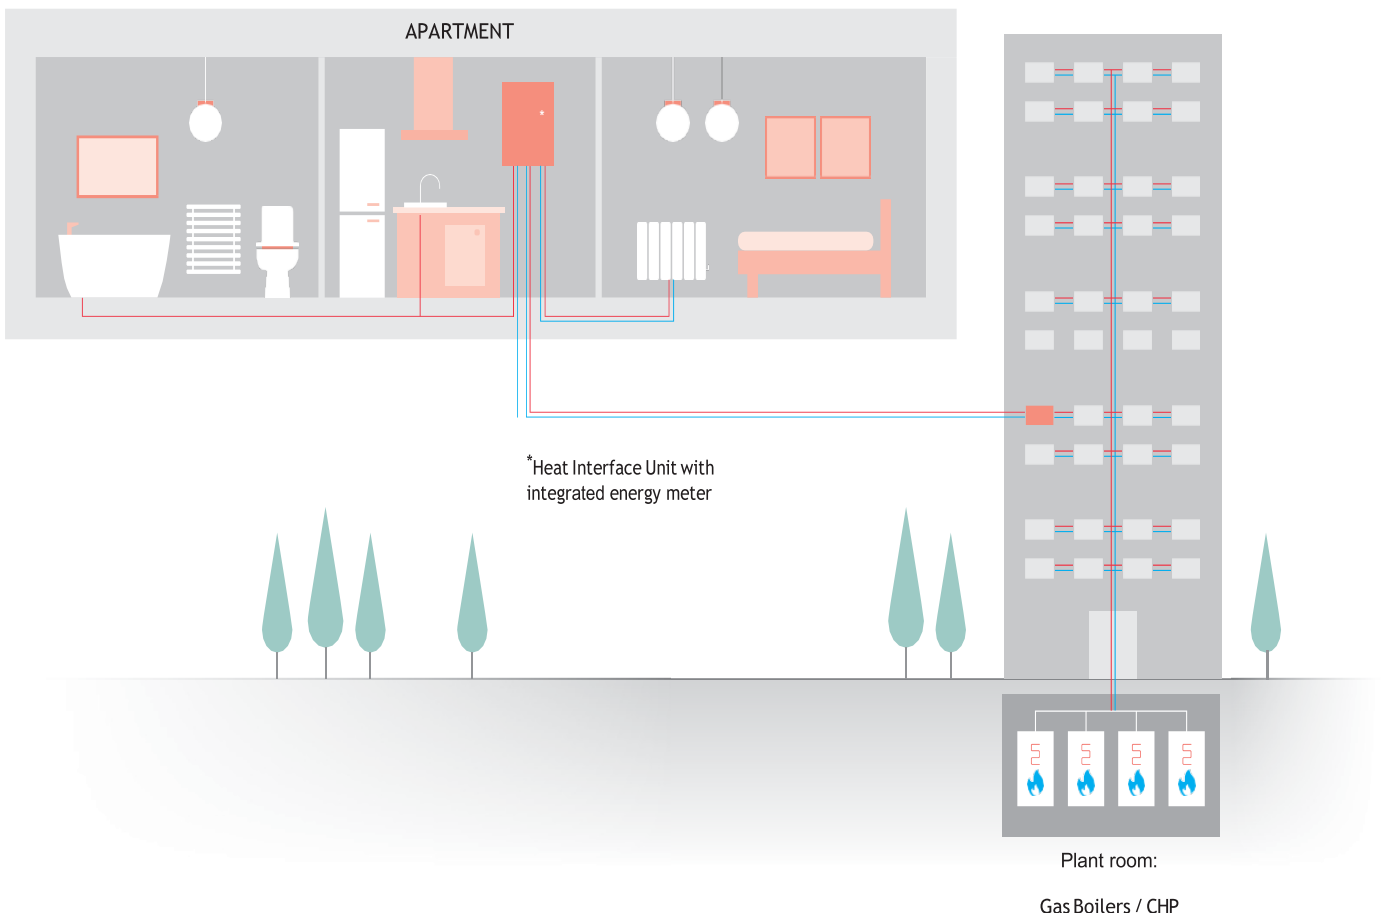 APARTMENT
*
*Heat Interface Unit with
integrated energy meter
Plant room:
Gas Boilers / CHP